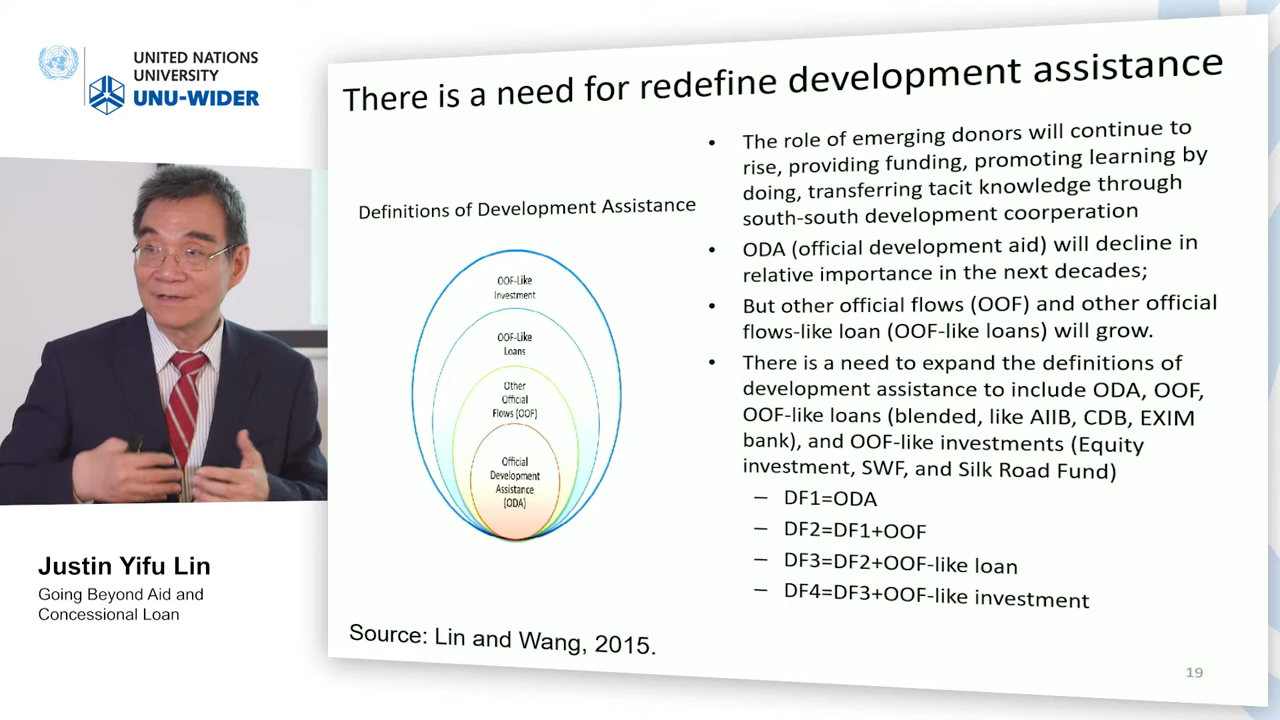 UNITED NATIONS
UNIVERSITY
UNU-WIDER
There is a need for redefine development assistance
Definitions of Development Assistance
OOF-Like
Investment
OOF-Like
Loans
Other
Official
Flows (OOF)
Official
Development
Assistance
(ODA)
• The role of emerging donors will continue to
rise, providing funding, promoting learning by
doing, transferring tacit knowledge through
south-south development coorperation
• ODA (official development aid) will decline in
relative importance in the next decades;
• But other official flows (OOF) and other official
flows-like loan (OOF-like loans) will grow.
• There is a need to expand the definitions of
development assistance to include ODA, OOF,
OOF-like loans (blended, like AIIB, CDB, EXIM
bank), and OOF-like investments (Equity
investment, SWF, and Silk Road Fund)
– DF1=ODA
– DF2=DF1+OOF
– DF3=DF2+OOF-like loan
– DF4=DF3+OOF-like investment
Source: Lin and Wang, 2015.
19
Justin Yifu Lin
Going Beyond Aid and
Concessional Loan